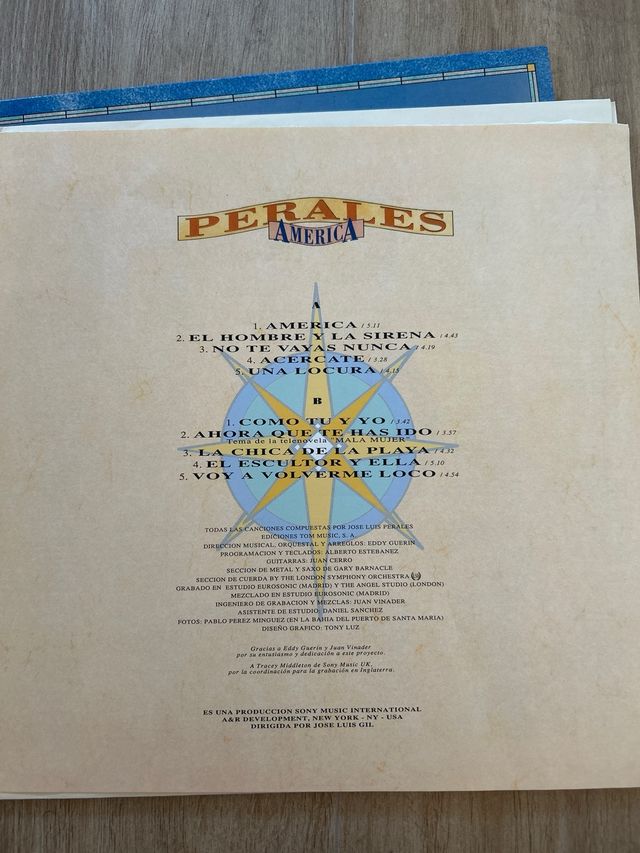 PERALES
AMERICA
A
1. AMERICA / 5.11
2. EL HOMBRE Y LA SIRENA / 4.43
3. NO TE VAYAS NUNCA / 4.19
4. ACERCATE / 3.28
5. UNA LOCURA / 4.15
B
1. COMO TU Y YO / 3.42
2. AHORA QUE TE HAS IDO / 3.57
Tema de la telenovela "MALA MUJER"
3. LA CHICA DE LA PLAYA / 4.32
4. EL ESCULTOR Y ELLA / 5.10
5. VOY A VOLVERME LOCO / 4.54
TODAS LAS CANCIONES COMPUESTAS POR JOSE LUIS PERALES
EDICIONES TOM MUSIC, S. A.
DIRECCION MUSICAL, ORQUESTAL Y ARREGLOS: EDDY GUERIN
PROGRAMACION Y TECLADOS: ALBERTO ESTEBANEZ
GUITARRAS: JUAN CERRO
SECCION DE METAL Y SAXO DE GARY BARNACLE
SECCION DE CUERDA BY THE LONDON SYMPHONY ORCHESTRA
GRABADO EN ESTUDIO EUROSONIC (MADRID) Y THE ANGEL STUDIO (LONDON)
MEZCLADO EN ESTUDIO EUROSONIC (MADRID)
INGENIERO DE GRABACION Y MEZCLAS: JUAN VINADER
ASISTENTE DE ESTUDIO: DANIEL SANCHEZ
FOTOS: PABLO PEREZ MINGUEZ (EN LA BAHIA DEL PUERTO DE SANTA MARIA)
DISEÑO GRAFICO: TONY LUZ
Gracias a Eddy Guerin y Juan Vinader
por su entusiasmo y dedicación a este proyecto.
A Tracey Middleton de Sony Music UK.
por la coordinación para la grabación en Inglaterra.
ES UNA PRODUCCION SONY MUSIC INTERNATIONAL
A&R DEVELOPMENT, NEW YORK - NY - USA
DIRIGIDA POR JOSE LUIS GIL